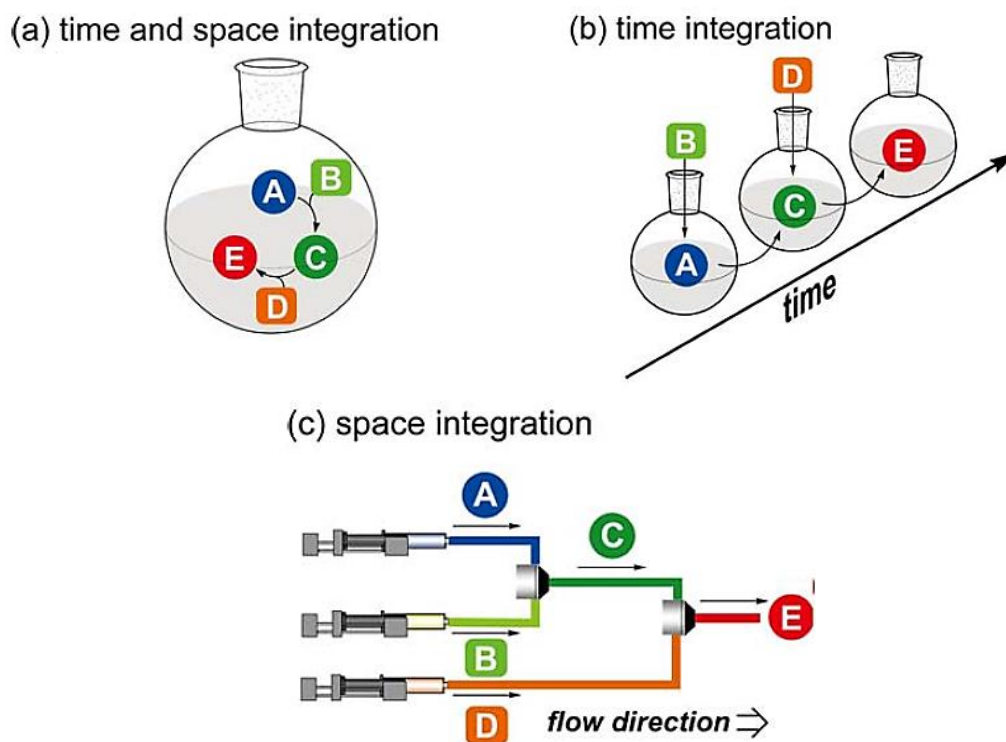 (a) time and space integration
A
B
E
C
D
(b) time integration
D
B
E
C
A
time
(c) space integration
A
C
E
B
D
flow direction